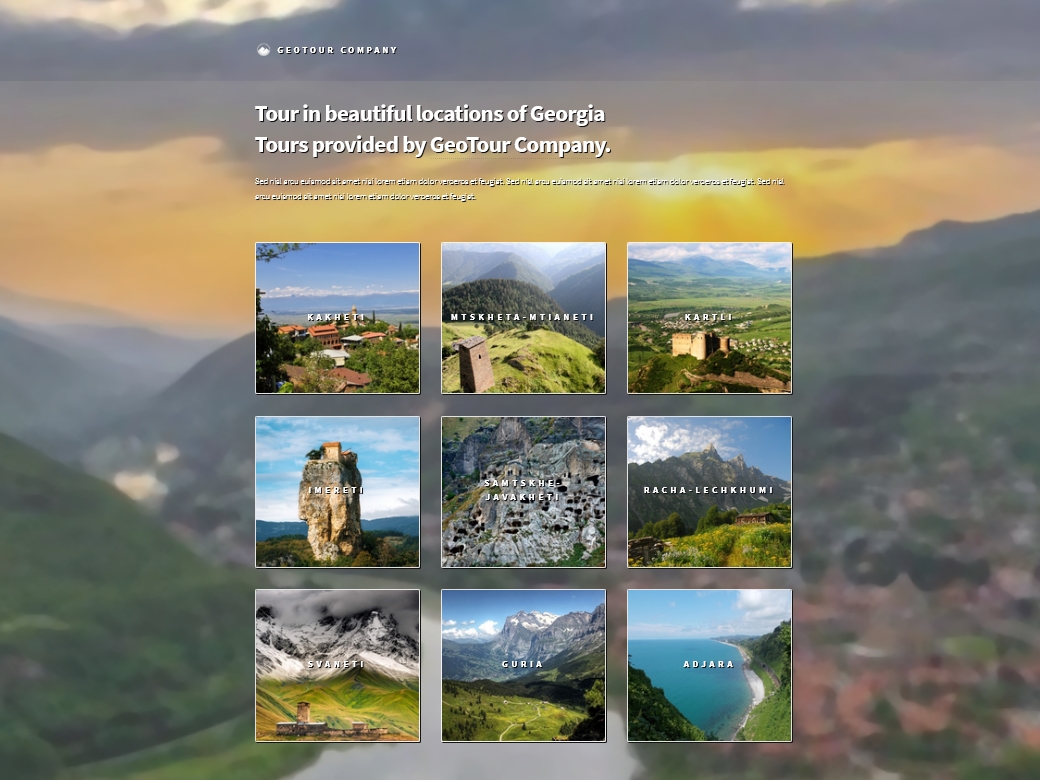 GEOTOUR COMPANY
Tour in beautiful locations of Georgia
Tours provided by GeoTour Company.
Sed nisl arcu euismod sit amet nisi lorem etiam dolor veroeros et feugiat. Sed nisl arcu euismod sit amet nisi lorem etiam dolor veroeros et feugiat. Sed nisl
arcu euismod sit amet nisi lorem etiam dolor veroeros et feugiat.
KAKHETI
MTSKHETA-MTIANETI
KARTLI
IMERETI
SAMTSKHE-
JAVAKHETI
RACHA-LECHKHUMI
SVANETI
GURIA
ADJARA